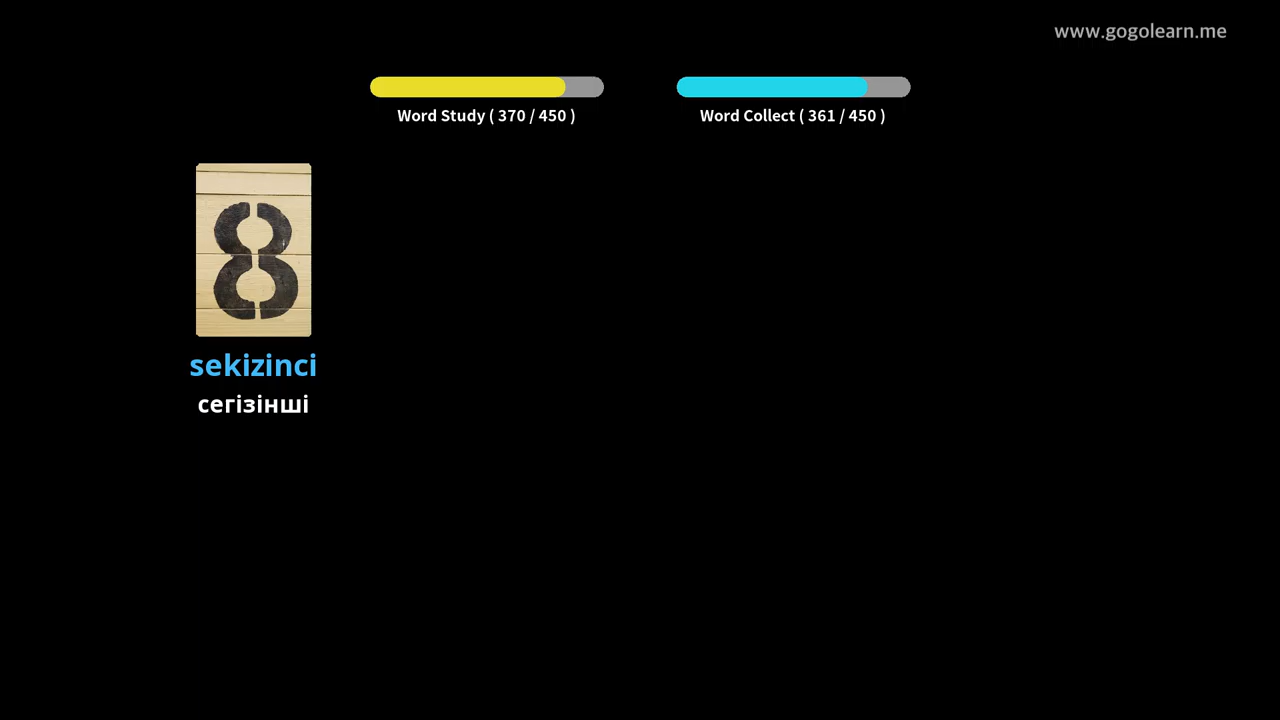 www.gogolearn.me
Word Study ( 370 / 450 )
Word Collect ( 361 / 450 )
8
sekizinci
сегізінші